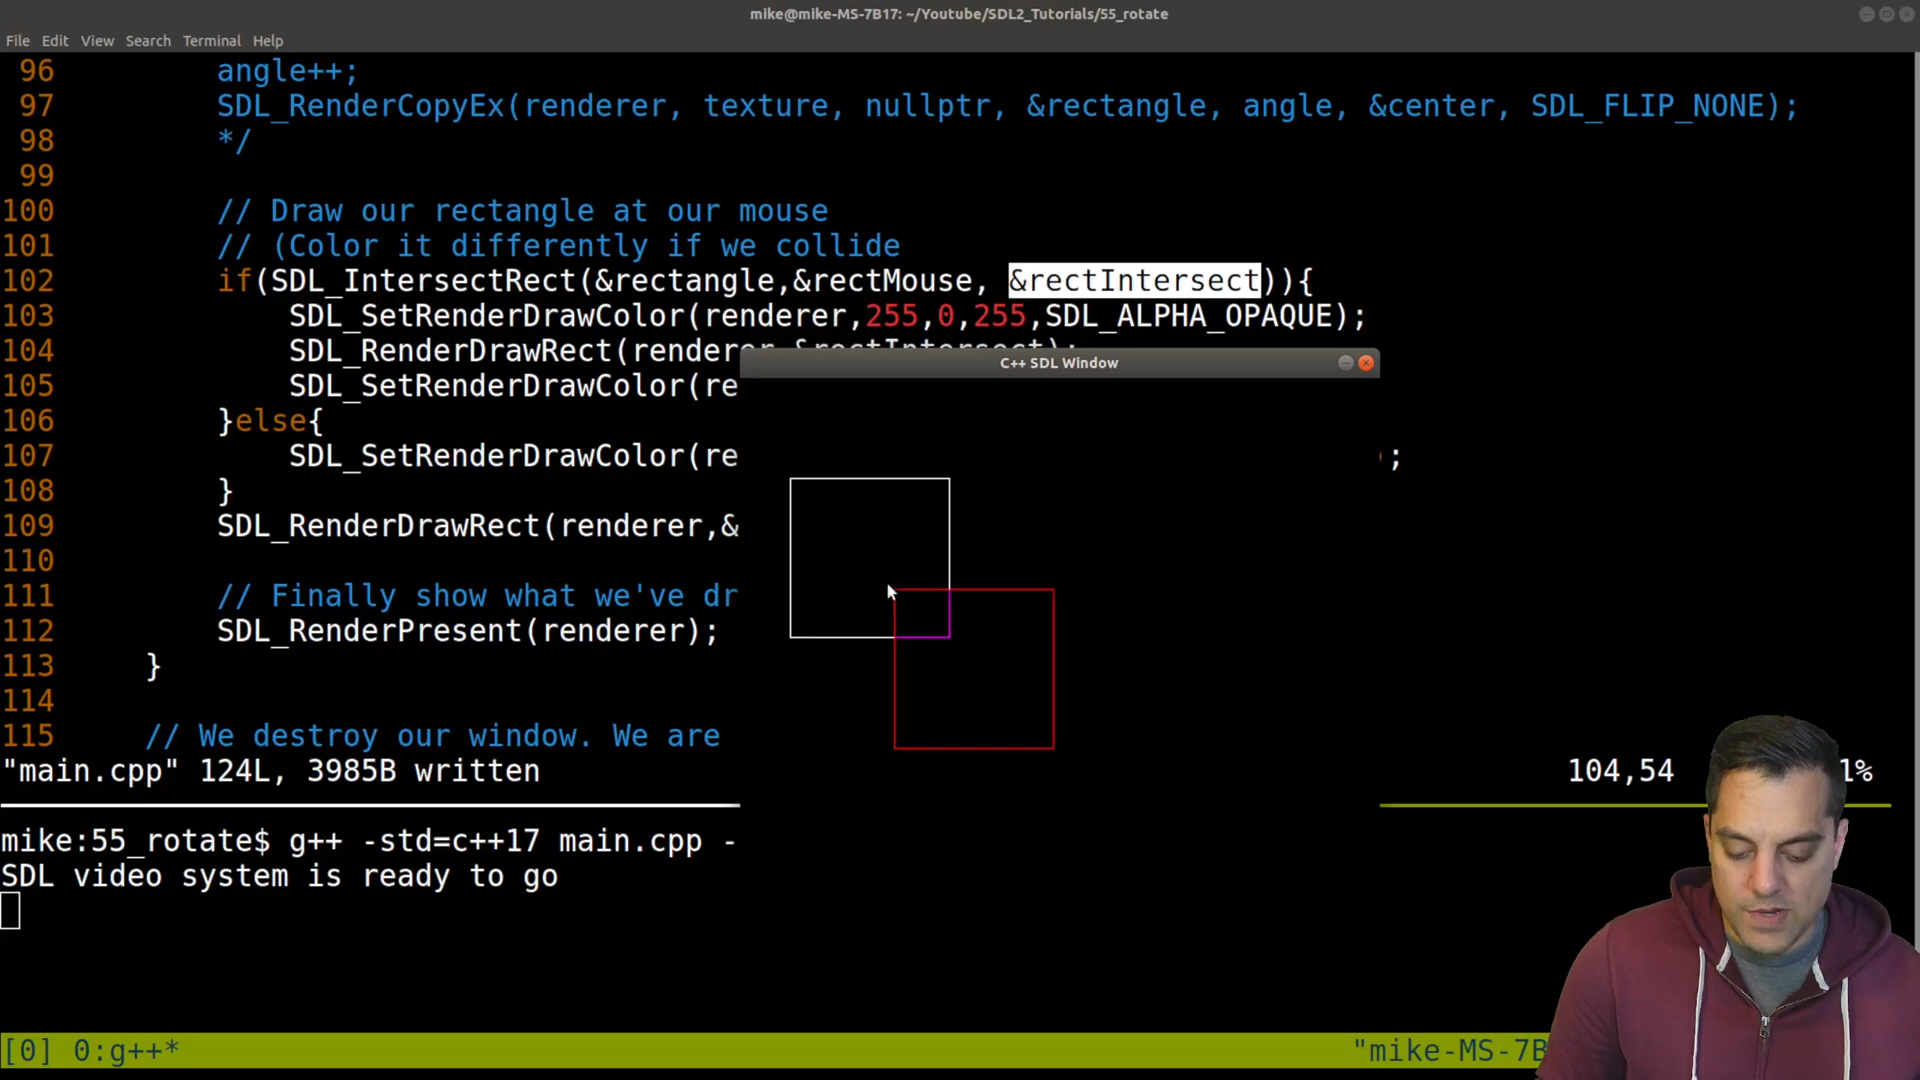 mike@mike-MS-7B17: ~/Youtube/SDL2_Tutorials/55_rotate
File Edit View Search Terminal Help
96 angle++;
97 SDL_RenderCopyEx(renderer, texture, nullptr, &rectangle, angle, &center, SDL_FLIP_NONE);
98 */
99
100 // Draw our rectangle at our mouse
101 // (Color it differently if we collide
102 if(SDL_IntersectRect(&rectangle,&rectMouse, &rectIntersect)){
103 SDL_SetRenderDrawColor(renderer,255,0,255,SDL_ALPHA_OPAQUE);
104 SDL_RenderDrawRect(renderer,&rectIntersect);
C++ SDL Window
105 SDL_SetRenderDrawColor(re
106 }else{
107 SDL_SetRenderDrawColor(re ;
108 }
109 SDL_RenderDrawRect(renderer,&
110
111 // Finally show what we've dr
112 SDL_RenderPresent(renderer);
113 }
114
115 // We destroy our window. We are
"main.cpp" 124L, 3985B written 104,54 1%
mike:55_rotate$ g++ -std=c++17 main.cpp -
SDL video system is ready to go
[0] 0:g++* "mike-MS-7B